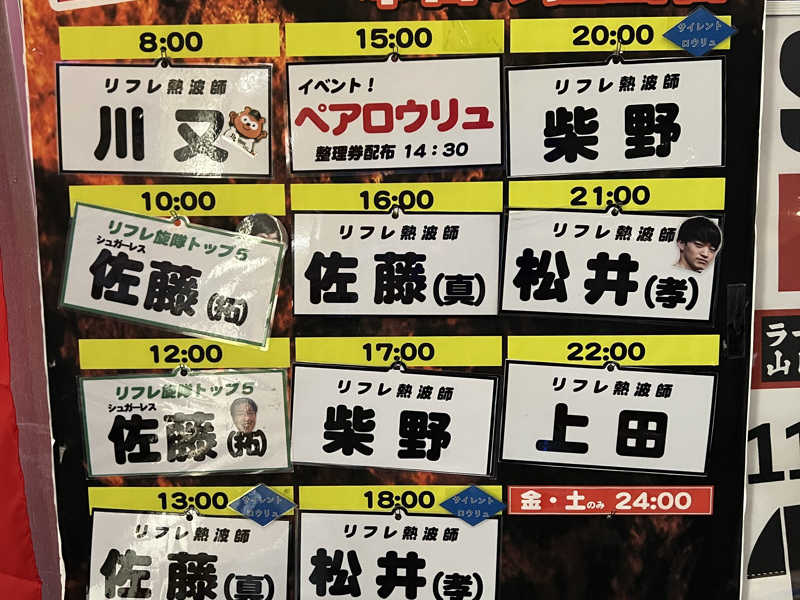 8:00
リフレ熱波師
川又
10:00
リフレ旋隊トップ5
シュガーレス
佐藤(拓)
12:00
リフレ旋隊トップ5
シュガーレス
佐藤(拓)
13:00
サイレント
ロウリュ
リフレ熱波師
佐藤(真)
15:00
イベント!
ペアロウリュ
整理券配布 14:30
16:00
リフレ熱波師
佐藤(真)
17:00
リフレ熱波師
柴野
18:00
サイレント
ロウリュ
リフレ熱波師
松井(孝)
20:00
サイレント
ロウリュ
リフレ熱波師
柴野
21:00
リフレ熱波師
松井(孝)
22:00
リフレ熱波師
上田
金・土のみ 24:00